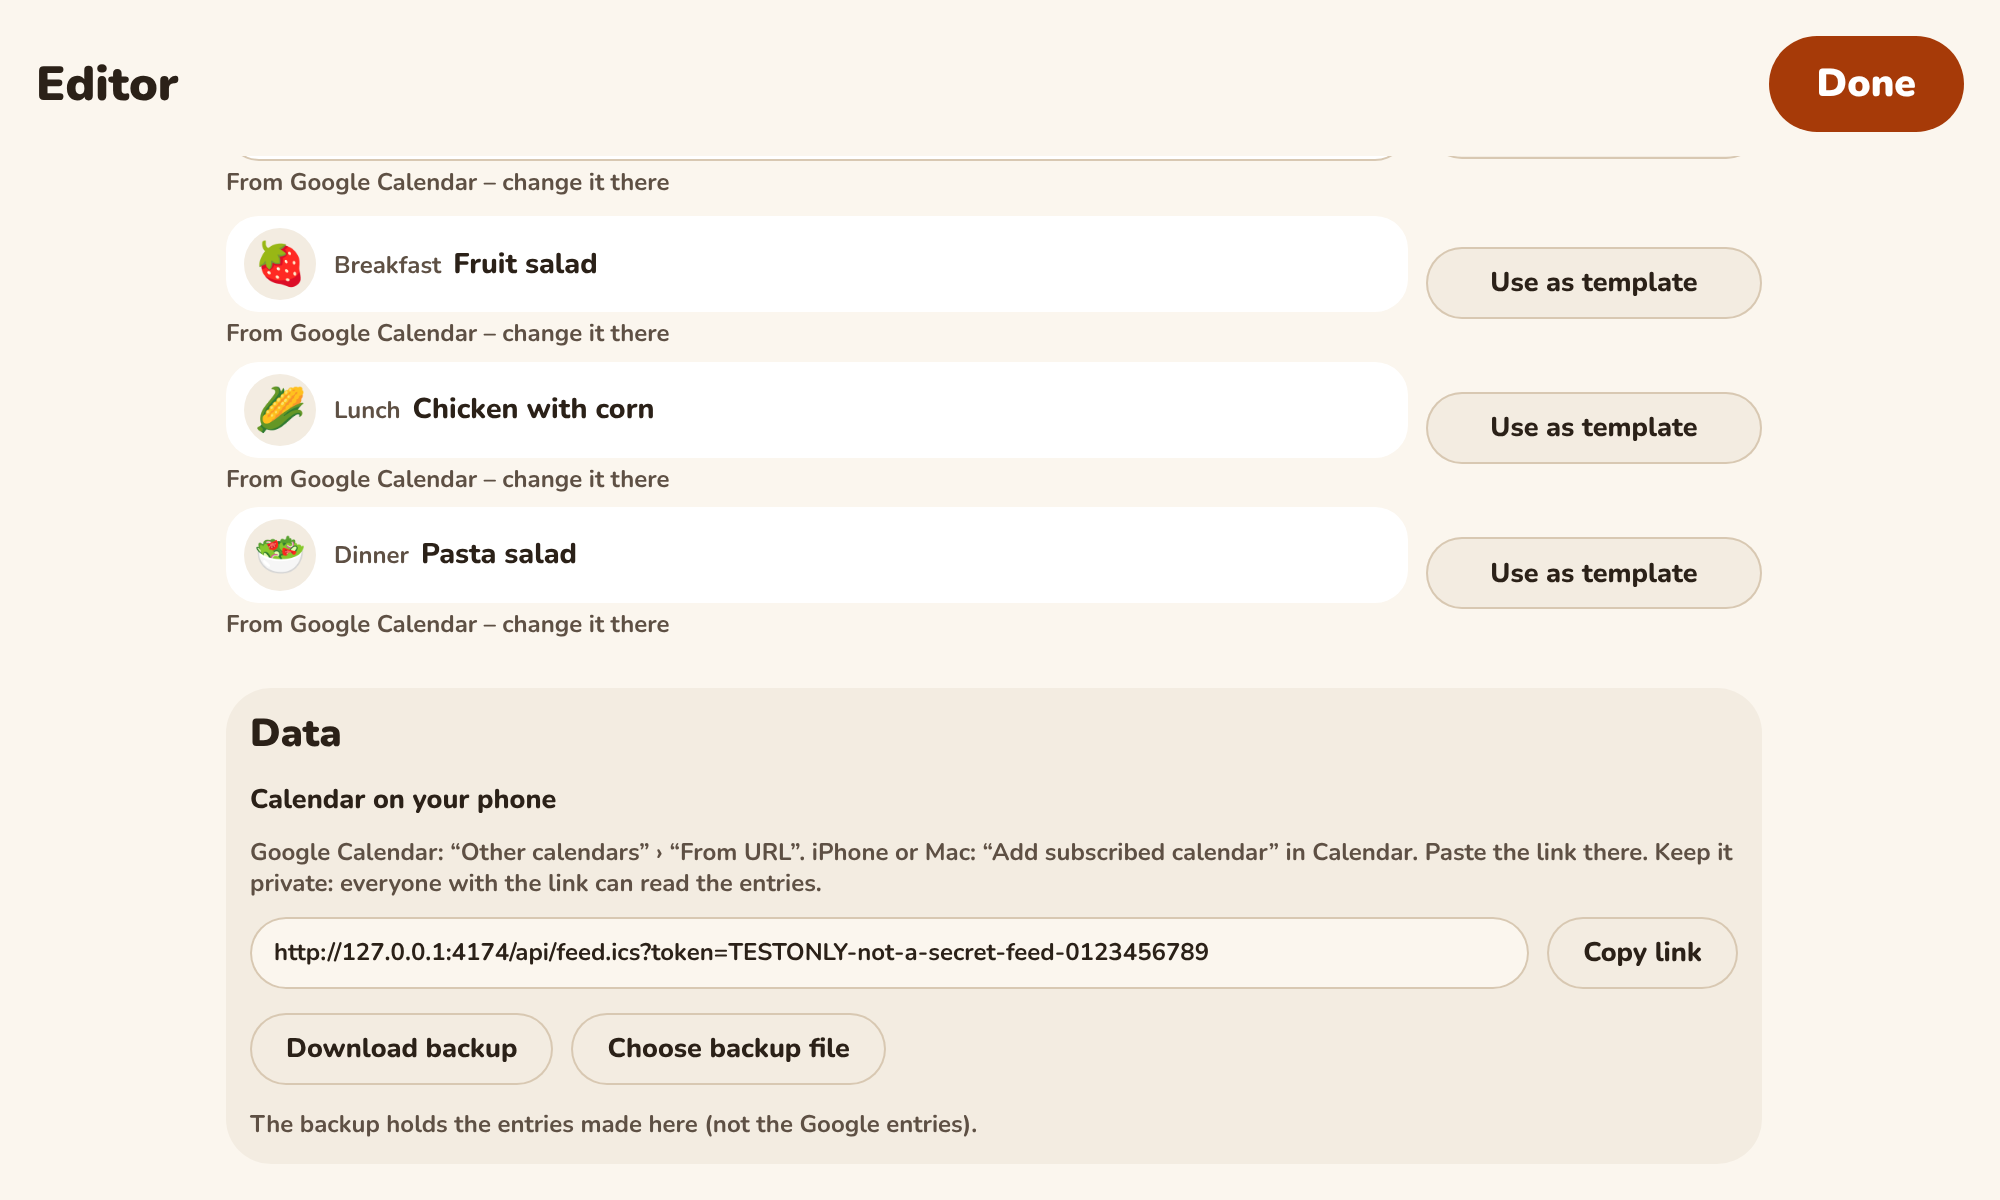 Editor
Done
From Google Calendar – change it there
Breakfast Fruit salad
Use as template
From Google Calendar – change it there
Lunch Chicken with corn
Use as template
From Google Calendar – change it there
Dinner Pasta salad
Use as template
From Google Calendar – change it there
Data
Calendar on your phone
Google Calendar: “Other calendars” › “From URL”. iPhone or Mac: “Add subscribed calendar” in Calendar. Paste the link there. Keep it
private: everyone with the link can read the entries.
http://127.0.0.1:4174/api/feed.ics?token=TESTONLY-not-a-secret-feed-0123456789
Copy link
Download backup
Choose backup file
The backup holds the entries made here (not the Google entries).